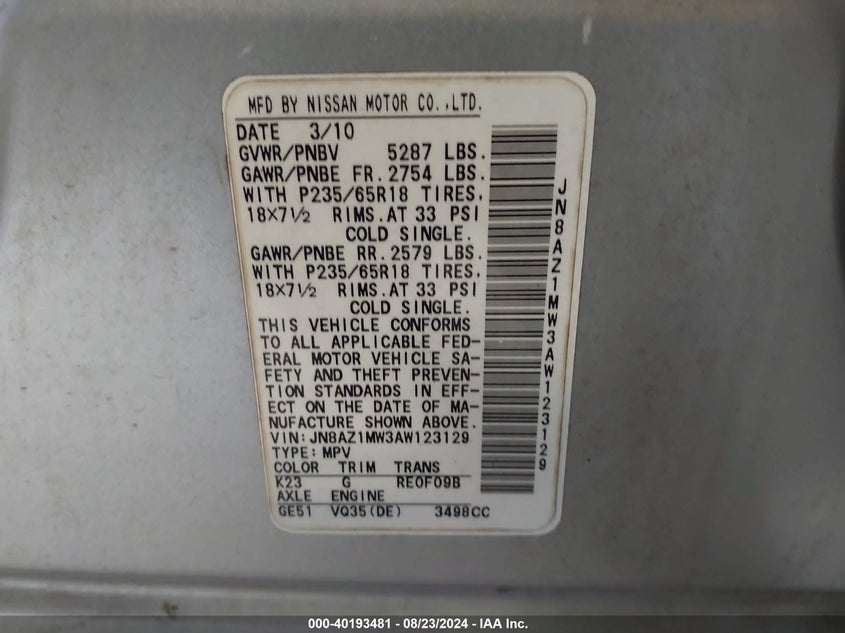 MFD BY NISSAN MOTOR CO.,LTD.
DATE 3/10
GVWR/PNBV 5287 LBS.
GAWR/PNBE FR. 2754 LBS.
WITH P235/65R18 TIRES,
18X7½ RIMS.AT 33 PSI
COLD SINGLE.
GAWR/PNBE RR. 2579 LBS.
WITH P235/65R18 TIRES,
18X7½ RIMS.AT 33 PSI
COLD SINGLE.
THIS VEHICLE CONFORMS
TO ALL APPLICABLE FED-
ERAL MOTOR VEHICLE SA-
FETY AND THEFT PREVEN-
TION STANDARDS IN EFF-
ECT ON THE DATE OF MA-
NUFACTURE SHOWN ABOVE.
VIN:JN8AZ1MW3AW123129
TYPE:MPV
COLOR TRIM TRANS
K23 G RE0F09B
AXLE ENGINE
GE51 VQ35(DE) 3498CC
JN8AZ1MW3AW123129
000-40193481 - 08/23/2024 - IAA Inc.